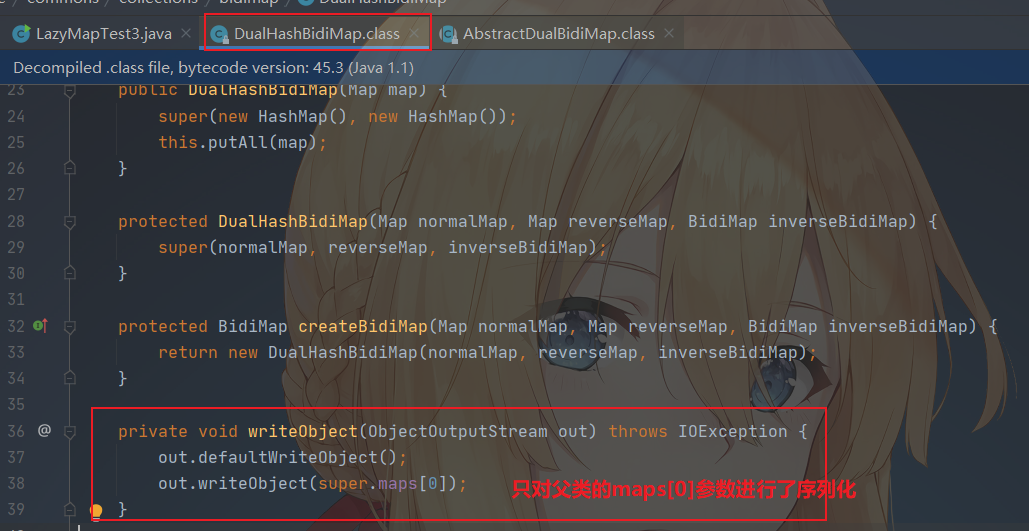 commons › collections › bidimap › DualHashBidiMap
LazyMapTest3.java × DualHashBidiMap.class × AbstractDualBidiMap.class ×
Decompiled .class file, bytecode version: 45.3 (Java 1.1)
23 public DualHashBidiMap(Map map) {
24 super(new HashMap(), new HashMap());
25 this.putAll(map);
26 }
27
28 protected DualHashBidiMap(Map normalMap, Map reverseMap, BidiMap inverseBidiMap) {
29 super(normalMap, reverseMap, inverseBidiMap);
30 }
31
32 protected BidiMap createBidiMap(Map normalMap, Map reverseMap, BidiMap inverseBidiMap) {
33 return new DualHashBidiMap(normalMap, reverseMap, inverseBidiMap);
34 }
35
36 @ private void writeObject(ObjectOutputStream out) throws IOException {
37 out.defaultWriteObject();
38 out.writeObject(super.maps[0]);
只对父类的maps[0]参数进行了序列化
39 }